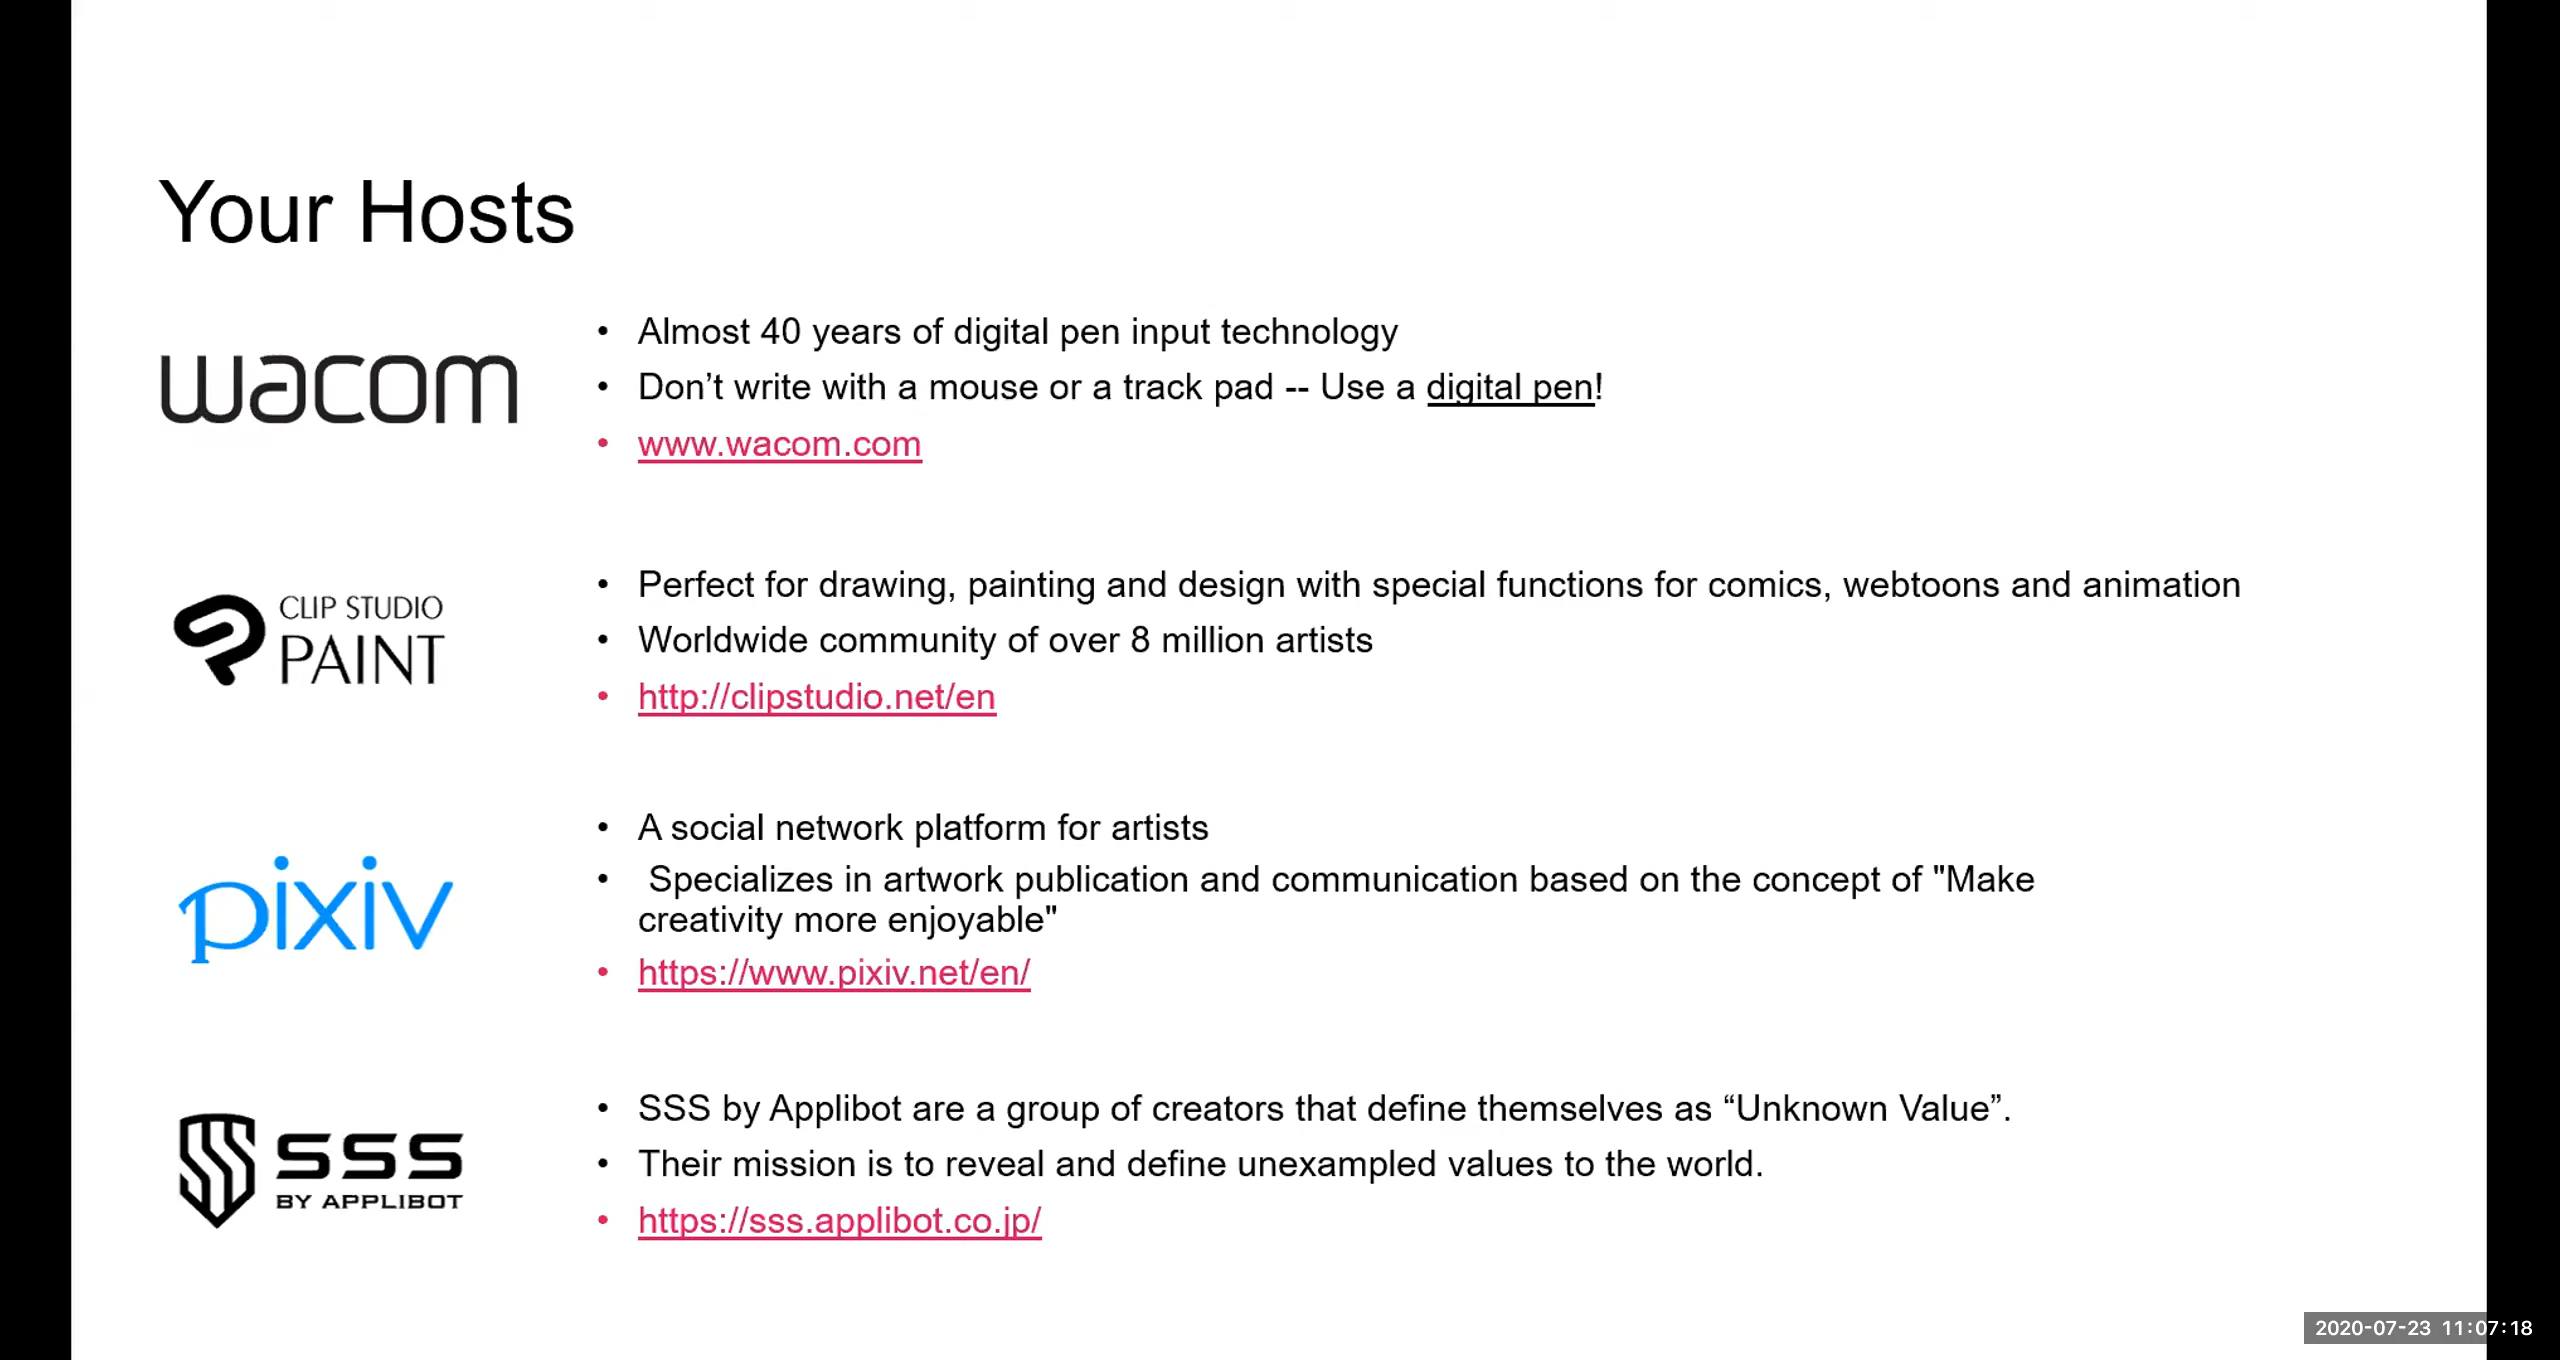 Your Hosts
wacom
• Almost 40 years of digital pen input technology
• Don’t write with a mouse or a track pad -- Use a digital pen!
• www.wacom.com
CLIP STUDIO
PAINT
• Perfect for drawing, painting and design with special functions for comics, webtoons and animation
• Worldwide community of over 8 million artists
• http://clipstudio.net/en
pixiv
• A social network platform for artists
• Specializes in artwork publication and communication based on the concept of "Make
creativity more enjoyable"
• https://www.pixiv.net/en/
SSS
BY APPLIBOT
• SSS by Applibot are a group of creators that define themselves as “Unknown Value”.
• Their mission is to reveal and define unexampled values to the world.
• https://sss.applibot.co.jp/
2020-07-23 11:07:18